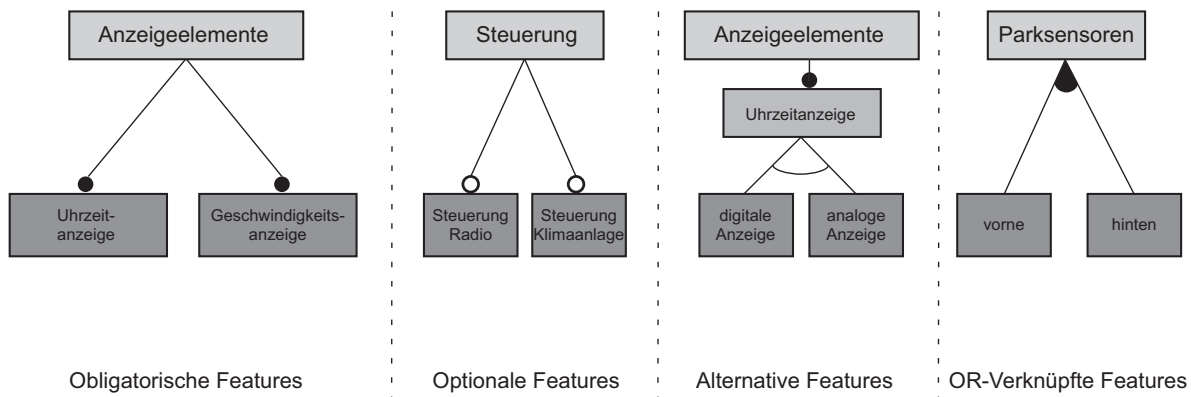 Anzeigeelemente
Uhrzeit-
anzeige
Geschwindigkeits-
anzeige
Obligatorische Features
Steuerung
Steuerung
Radio
Steuerung
Klimaanlage
Optionale Features
Anzeigeelemente
Uhrzeitanzeige
digitale
Anzeige
analoge
Anzeige
Alternative Features
Parksensoren
vorne
hinten
OR-Verknüpfte Features